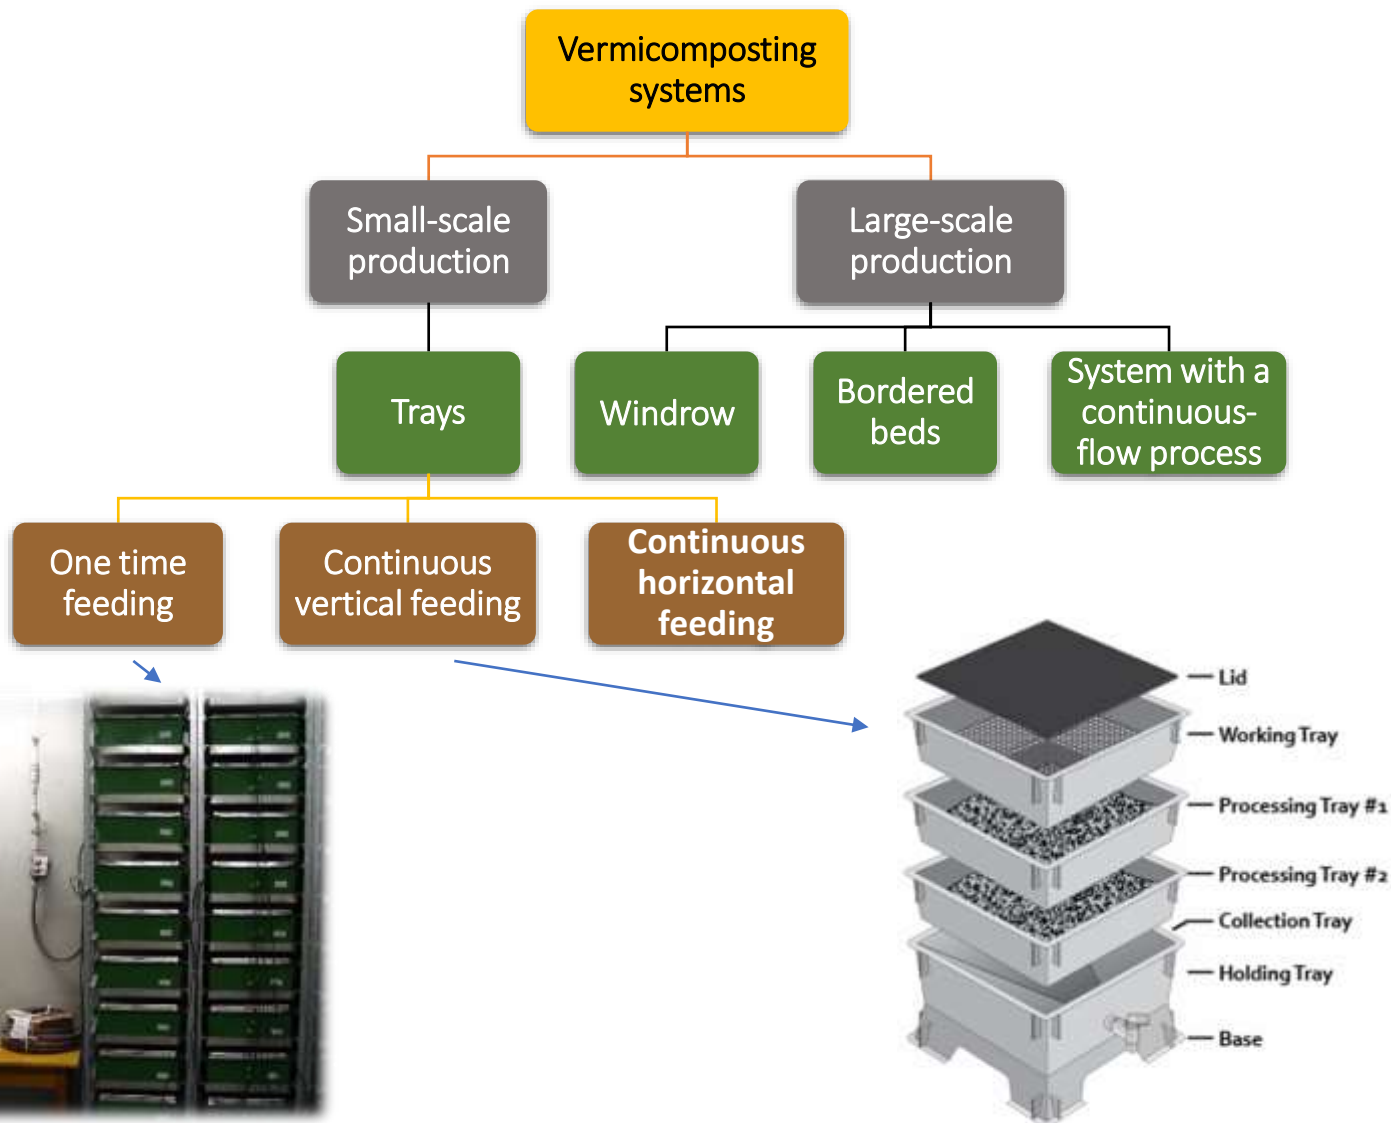 Vermicomposting
systems
Small-scale
production
Large-scale
production
Trays
Windrow
Bordered
beds
System with a
continuous-
flow process
One time
feeding
Continuous
vertical feeding
Continuous
horizontal
feeding
Lid
Working Tray
Processing Tray #1
Processing Tray #2
Collection Tray
Holding Tray
Base